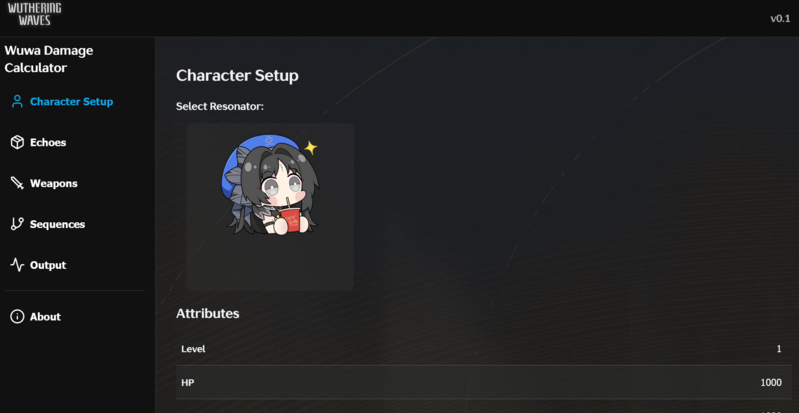 WUTHERING
WAVES
v0.1
Wuwa Damage
Calculator
Character Setup
Echoes
Weapons
Sequences
Output
About
Character Setup
Select Resonator:
Attributes
Level 1
HP 1000